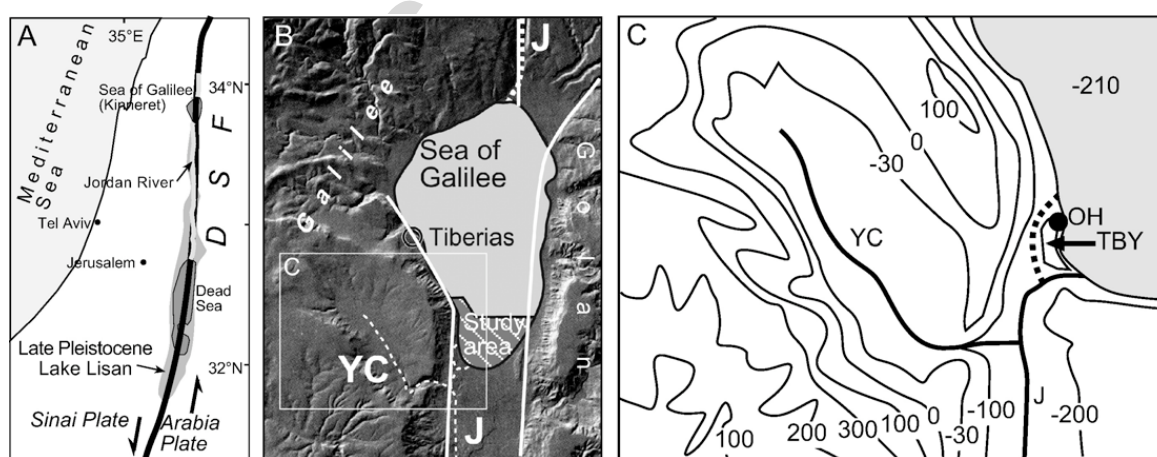 A
35°E
34°N
Mediterranean
Sea
Sea of Galilee
(Kinneret)
Jordan River
Tel Aviv
Jerusalem
D S F
Dead
Sea
Late Pleistocene
Lake Lisan
32°N
Sinai Plate
Arabia
Plate
B
J
Galilee
Sea of
Galilee
Golan
Tiberias
C
Study
area
YC
J
C
-210
100
0
-30
OH
TBY
YC
J
-200
-100
-30
0
100
300
200
100